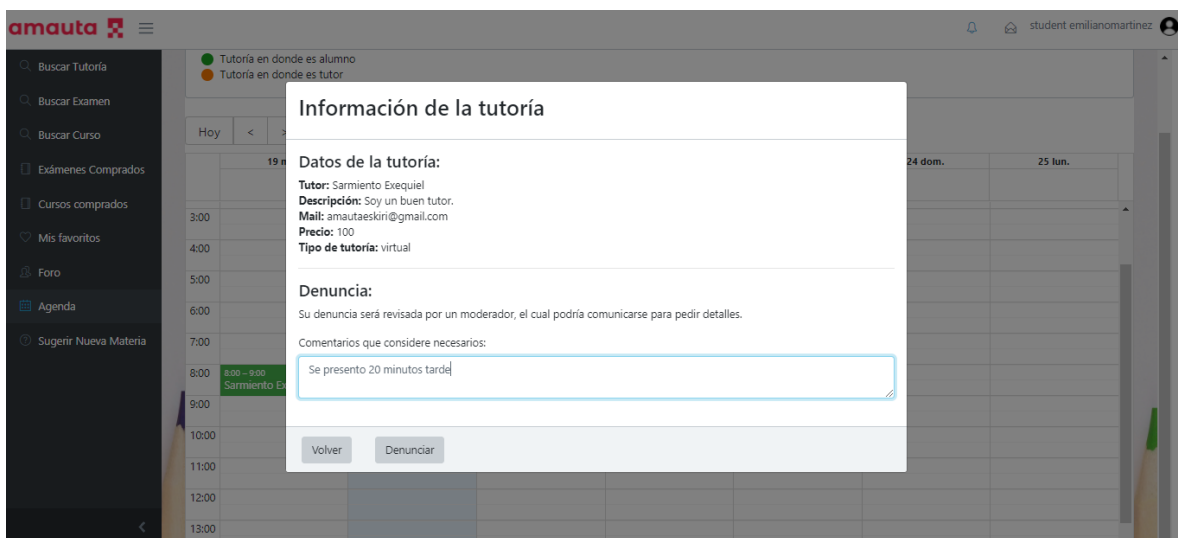 amauta
student emilianomartinez
Buscar Tutoría
Buscar Examen
Buscar Curso
Exámenes Comprados
Cursos comprados
Mis favoritos
Foro
Agenda
Sugerir Nueva Materia
Tutoría en donde es alumno
Tutoría en donde es tutor
Hoy < >
19
24 dom.
25 lun.
3:00
4:00
5:00
6:00
7:00
8:00
8:00 – 9:00
Sarmiento
9:00
10:00
11:00
12:00
13:00
Información de la tutoría
Datos de la tutoría:
Tutor: Sarmiento Exequiel
Descripción: Soy un buen tutor.
Mail: amautaeskiri@gmail.com
Precio: 100
Tipo de tutoría: virtual
Denuncia:
Su denuncia será revisada por un moderador, el cual podría comunicarse para pedir detalles.
Comentarios que considere necesarios:
Se presento 20 minutos tarde
Volver
Denunciar